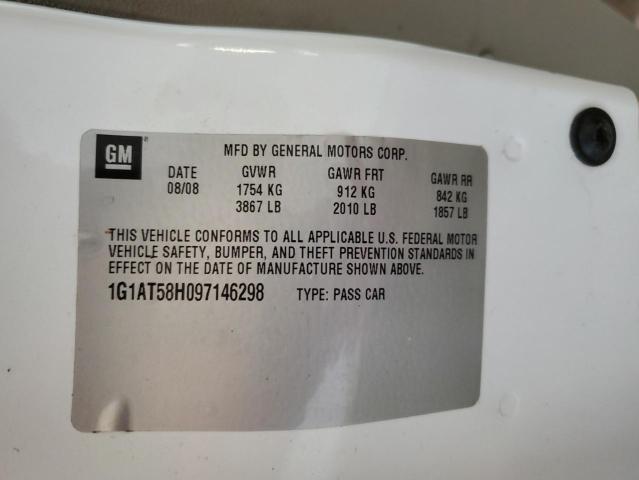 GM
MFD BY GENERAL MOTORS CORP.
DATE GVWR GAWR FRT GAWR RR
08/08 1754 KG 912 KG 842 KG
3867 LB 2010 LB 1857 LB
THIS VEHICLE CONFORMS TO ALL APPLICABLE U.S. FEDERAL MOTOR
VEHICLE SAFETY, BUMPER, AND THEFT PREVENTION STANDARDS IN
EFFECT ON THE DATE OF MANUFACTURE SHOWN ABOVE.
1G1AT58H097146298 TYPE: PASS CAR